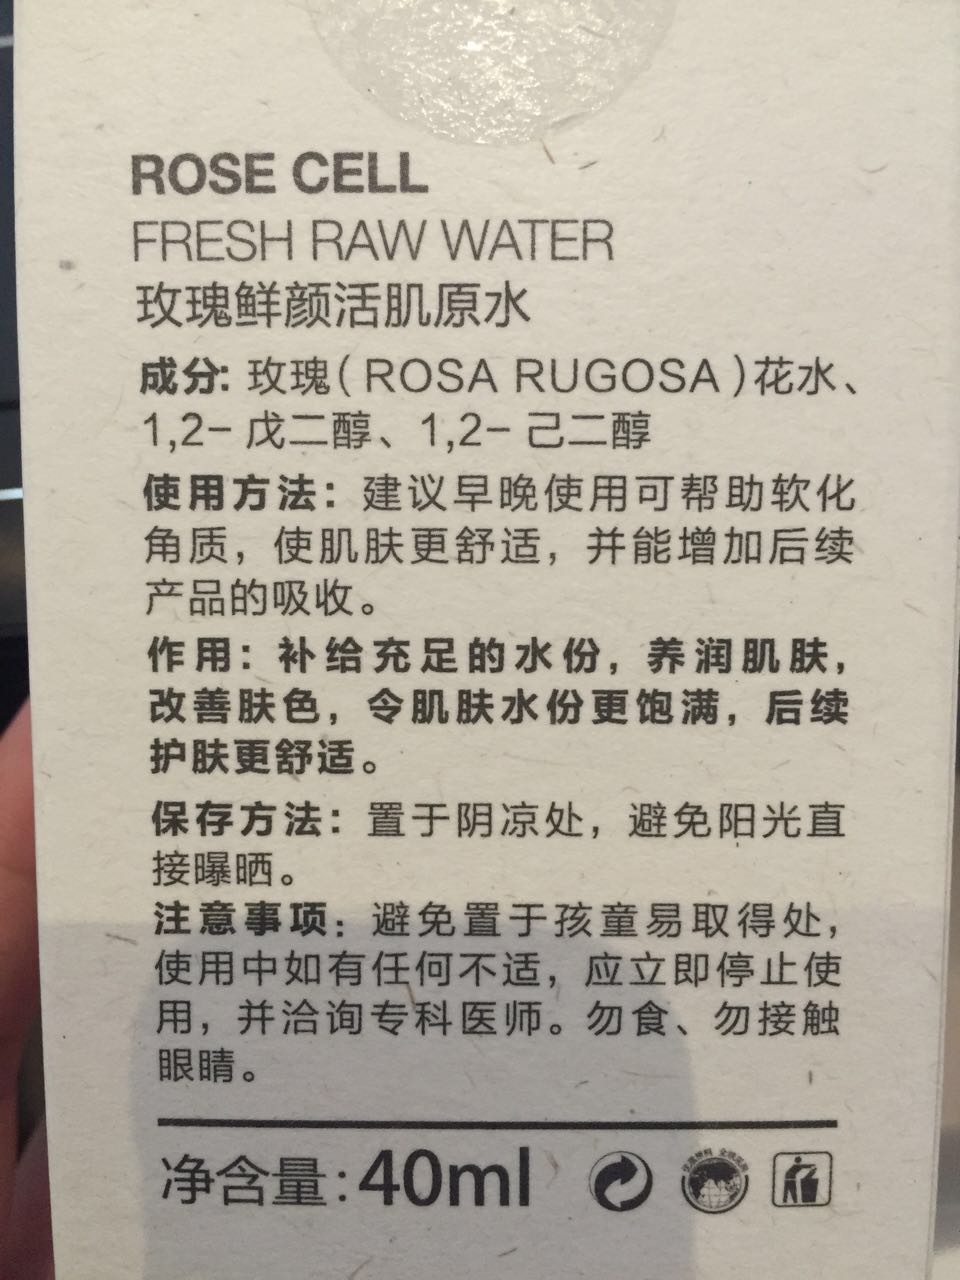 ROSE CELL
FRESH RAW WATER
玫瑰鲜颜活肌原水
成分: 玫瑰( ROSA RUGOSA )花水、
1,2- 戊二醇、1,2- 己二醇
使用方法：建议早晚使用可帮助软化
角质，使肌肤更舒适，并能增加后续
产品的吸收。
作用：补给充足的水份，养润肌肤，
改善肤色，令肌肤水份更饱满，后续
护肤更舒适。
保存方法：置于阴凉处，避免阳光直
接曝晒。
注意事项：避免置于孩童易取得处，
使用中如有任何不适，应立即停止使
用，并洽询专科医师。勿食、勿接触
眼睛。
净含量:40ml